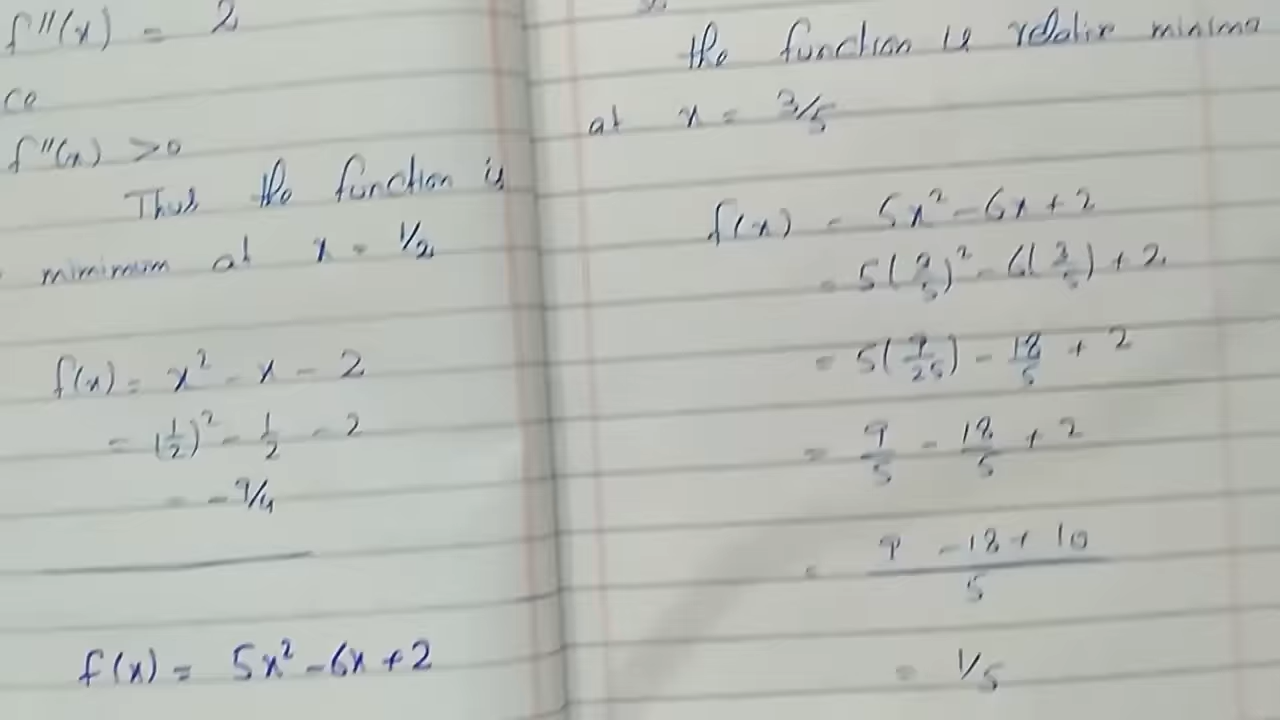 f''(x) = 2
ce
f''(x) > 0
Thus the function is
mimimum at x = 1/2
f(x) = x² - x - 2
= (1/2)² - 1/2 - 2
= -9/4
f(x) = 5x² - 6x + 2
the function is relative minima
at x = 3/5
f(x) = 5x² - 6x + 2
= 5(3/5)² - 6(3/5) + 2
= 5(9/25) - 18/5 + 2
= 9/5 - 18/5 + 2
= 9 - 18 + 10 / 5
= 1/5